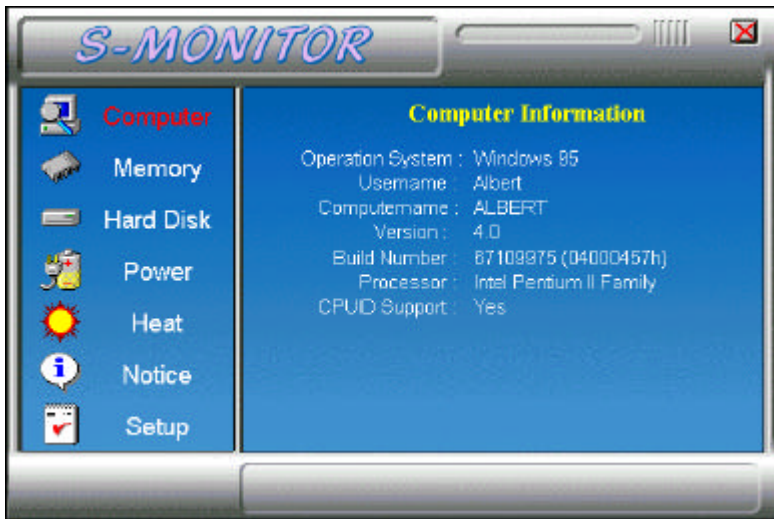 S-MONITOR
Computer
Memory
Hard Disk
Power
Heat
Notice
Setup
Computer Information
Operation System : Windows 95
Username : Albert
Computername : ALBERT
Version : 4.0
Build Number : 67109975 (04000457h)
Processor : Intel Pentium II Family
CPUID Support : Yes